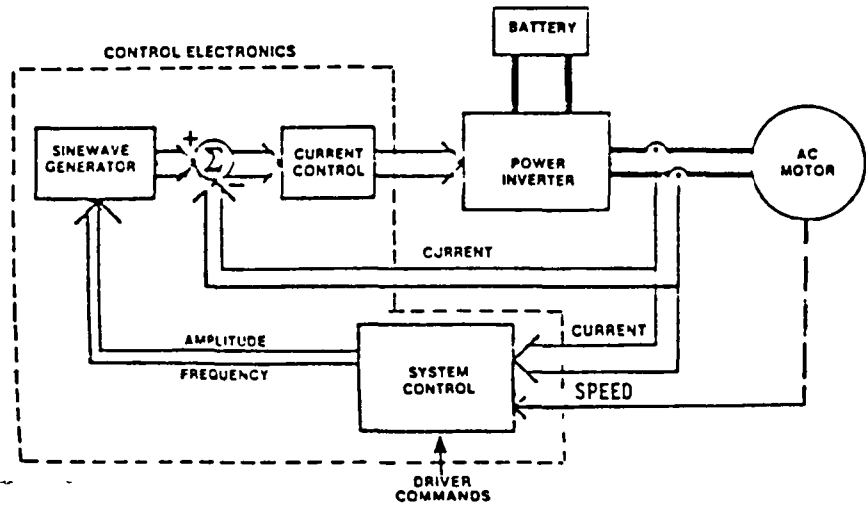 BATTERY
CONTROL ELECTRONICS
SINEWAVE
GENERATOR
+
Σ
−
CURRENT
CONTROL
POWER
INVERTER
AC
MOTOR
CURRENT
AMPLITUDE
FREQUENCY
SYSTEM
CONTROL
CURRENT
SPEED
DRIVER
COMMANDS